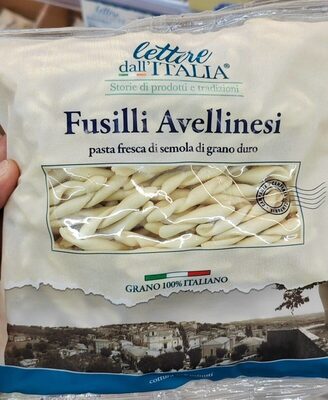 lettere
dall'ITALIA®
Storie di prodotti e tradizioni
Fusilli Avellinesi
pasta fresca di semola di grano duro
GRANO 100% ITALIANO
cottura